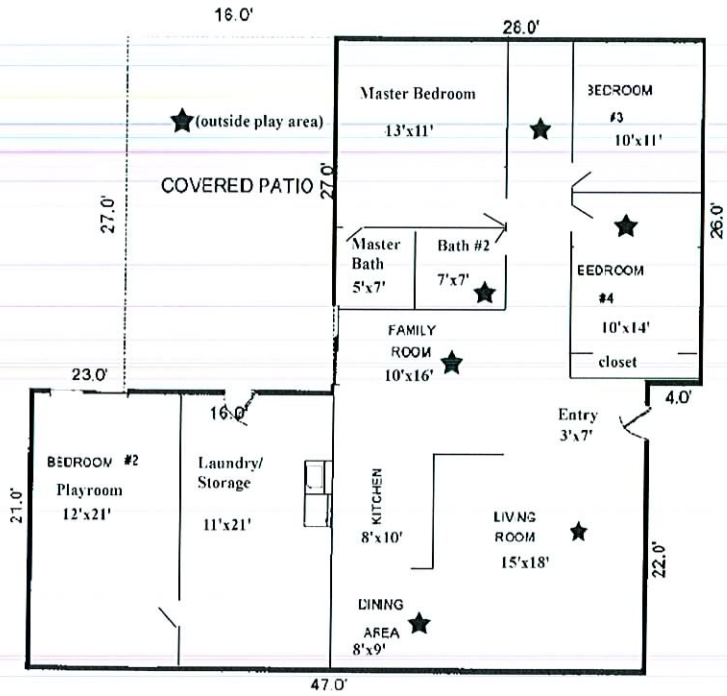 16.0'
28.0'
Master Bedroom
13'x11'
BEDROOM
#3
10'x11'
(outside play area)
COVERED PATIO
27.0'
27.0'
26.0'
Master
Bath
5'x7'
Bath #2
7'x7'
BEDROOM
#4
10'x14'
closet
FAMILY
ROOM
10'x16'
23.0'
16.0'
4.0'
Entry
3'x7'
BEDROOM #2
Playroom
12'x21'
Laundry/
Storage
11'x21'
21.0'
KITCHEN
8'x10'
LIVING
ROOM
15'x18'
22.0'
DINING
AREA
8'x9'
47.0'